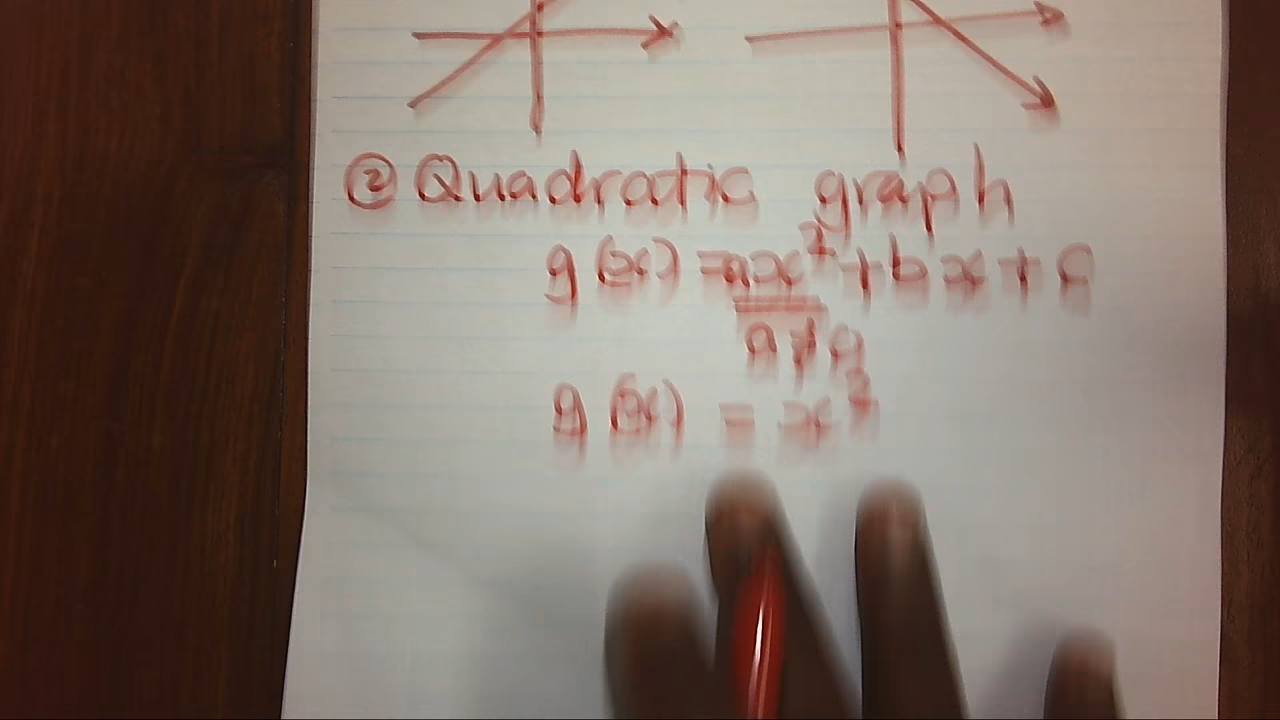 ② Quadratic graph
g(x) = ax² + bx + c
a ≠ 0
g(x) = x²